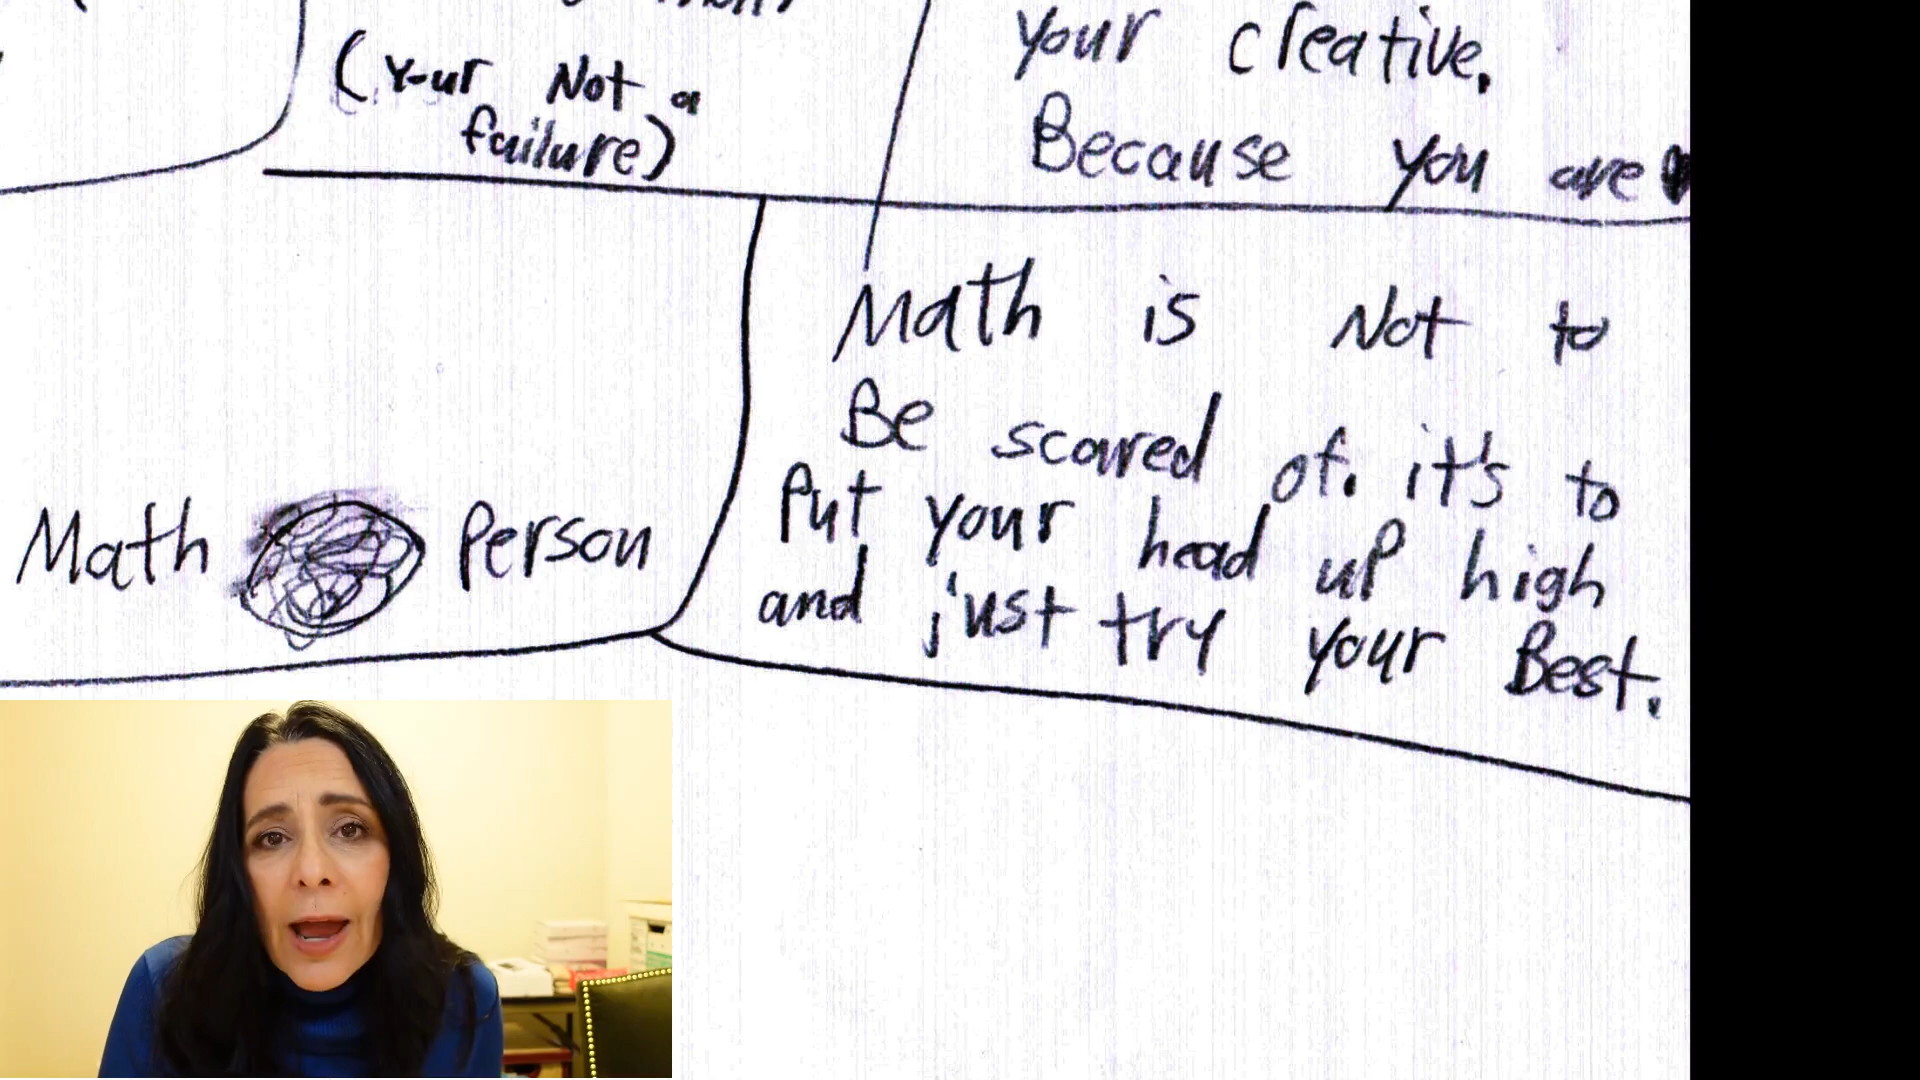 (Your Not a
failure)
your creative.
Because you are
Math Person
Math is Not to
Be scared of. it's to
Put your head up high
and just try your Best.